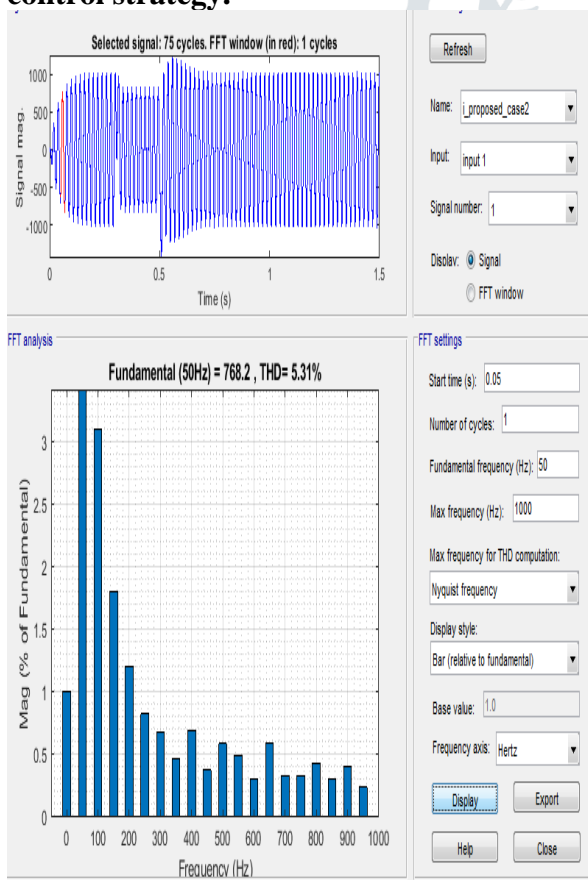 control strategy.
Selected signal: 75 cycles. FFT window (in red): 1 cycles
1000
500
0
-500
-1000
Signal mag.
0 0.5 1 1.5
Time (s)
Refresh
Name: i_proposed_case2
Input: input 1
Signal number: 1
Display: Signal
FFT window
FFT analysis
Fundamental (50Hz) = 768.2 , THD= 5.31%
3
2.5
2
1.5
1
0.5
0
Mag (% of Fundamental)
0 100 200 300 400 500 600 700 800 900 1000
Frequency (Hz)
FFT settings
Start time (s): 0.05
Number of cycles: 1
Fundamental frequency (Hz): 50
Max frequency (Hz): 1000
Max frequency for THD computation:
Nyquist frequency
Display style:
Bar (relative to fundamental)
Base value: 1.0
Frequency axis: Hertz
Display Export
Help Close